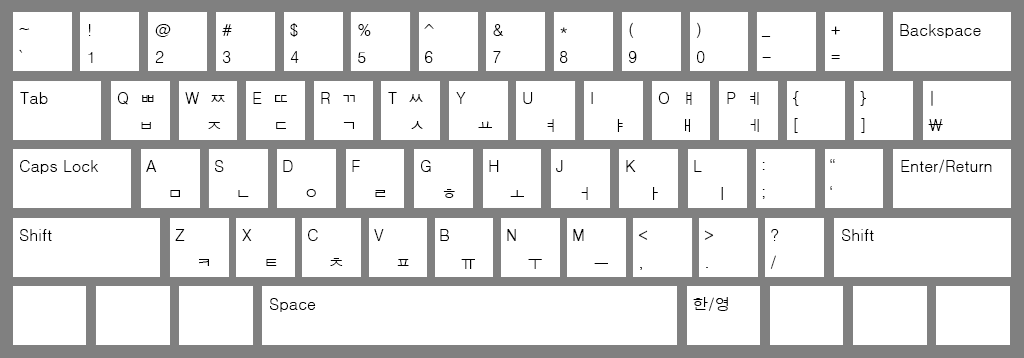 ~ ! @ # $ % ^ & * ( ) _ + Backspace
` 1 2 3 4 5 6 7 8 9 0 - =
Tab Q ㅃ W ㅉ E ㄸ R ㄲ T ㅆ Y U I O ㅒ P ㅖ { } |
ㅂ ㅈ ㄷ ㄱ ㅅ ㅛ ㅕ ㅑ ㅐ ㅔ [ ] ₩
Caps Lock A S D F G H J K L : “ Enter/Return
ㅁ ㄴ ㅇ ㄹ ㅎ ㅗ ㅓ ㅏ ㅣ ; ‘
Shift Z X C V B N M < > ? Shift
ㅋ ㅌ ㅊ ㅍ ㅠ ㅜ ㅡ , . /
Space 한/영